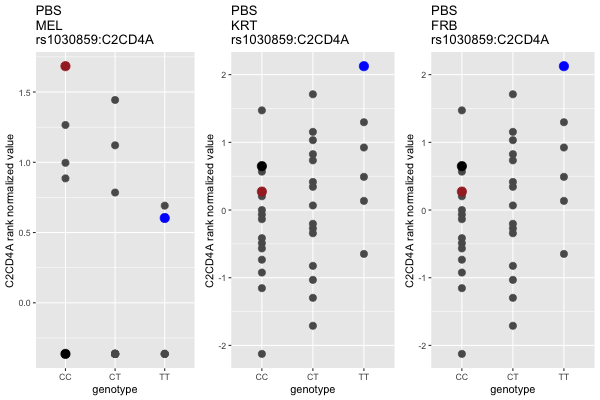 PBS
MEL
rs1030859:C2CD4A
C2CD4A rank normalized value
1.5
1.0
0.5
0.0
CC
CT
TT
genotype
PBS
KRT
rs1030859:C2CD4A
C2CD4A rank normalized value
2
1
0
-1
-2
CC
CT
TT
genotype
PBS
FRB
rs1030859:C2CD4A
C2CD4A rank normalized value
2
1
0
-1
-2
CC
CT
TT
genotype